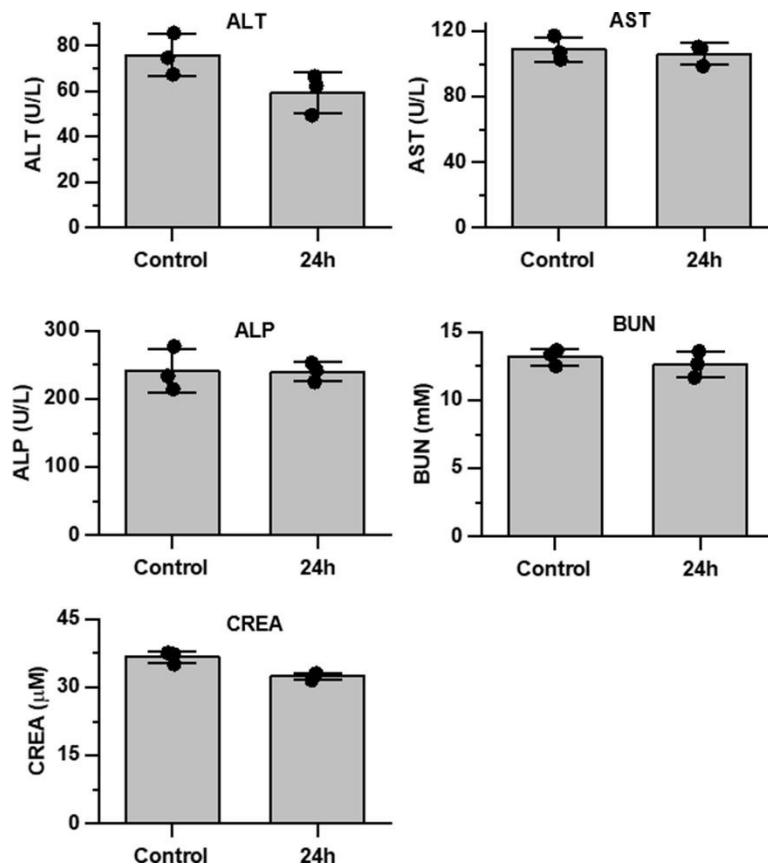 ALT
ALT (U/L)
80
60
40
20
0
Control 24h
AST
AST (U/L)
120
80
40
0
Control 24h
ALP
ALP (U/L)
300
200
100
0
Control 24h
BUN
BUN (mM)
15
10
5
0
Control 24h
CREA
CREA (μM)
45
30
15
0
Control 24h